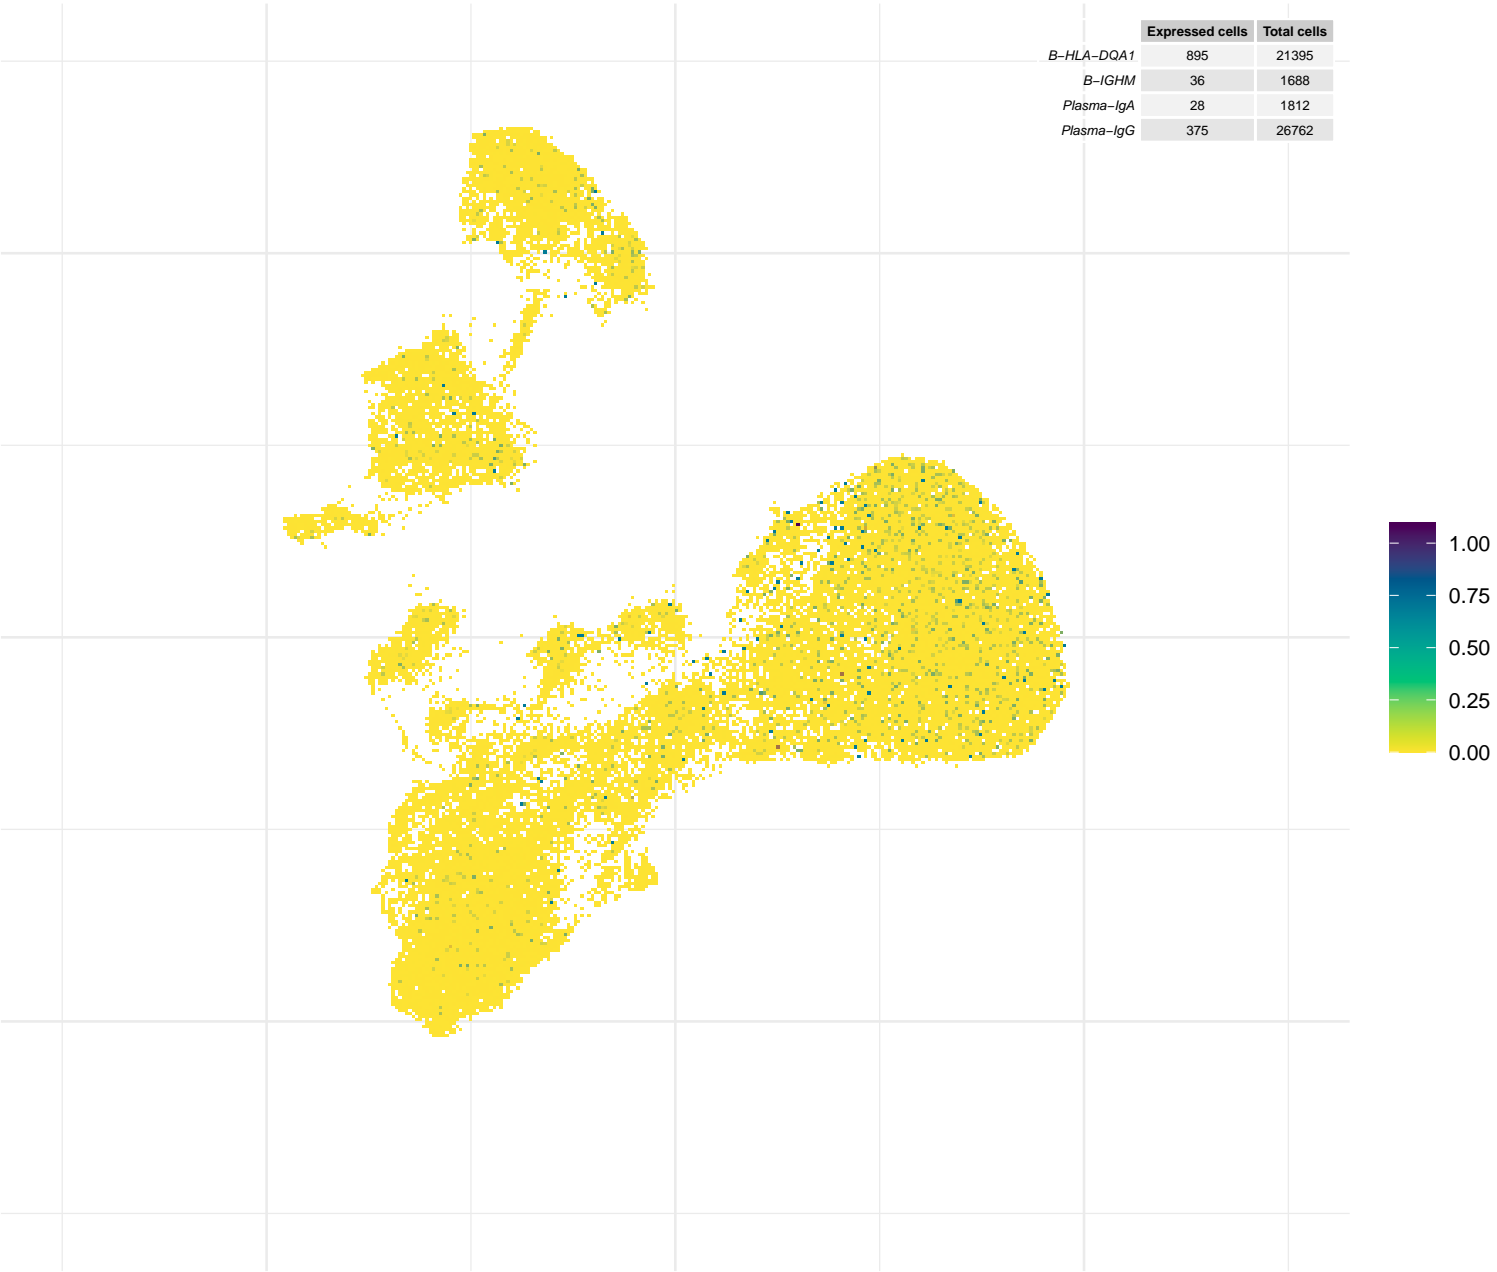 Expressed cells Total cells
B−HLA−DQA1 895 21395
B−IGHM 36 1688
Plasma−IgA 28 1812
Plasma−IgG 375 26762
1.00
0.75
0.50
0.25
0.00